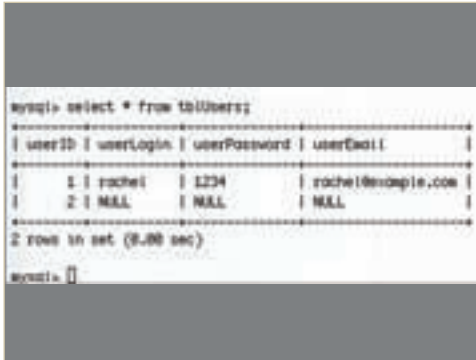 mysql> select * from tblUsers;
+--------+-----------+--------------+--------------------+
| userID | userLogin | userPassword | userEmail |
+--------+-----------+--------------+--------------------+
| 1 | rachel | 1234 | rachel@example.com |
| 2 | NULL | NULL | NULL |
+--------+-----------+--------------+--------------------+
2 rows in set (0.00 sec)
mysql>